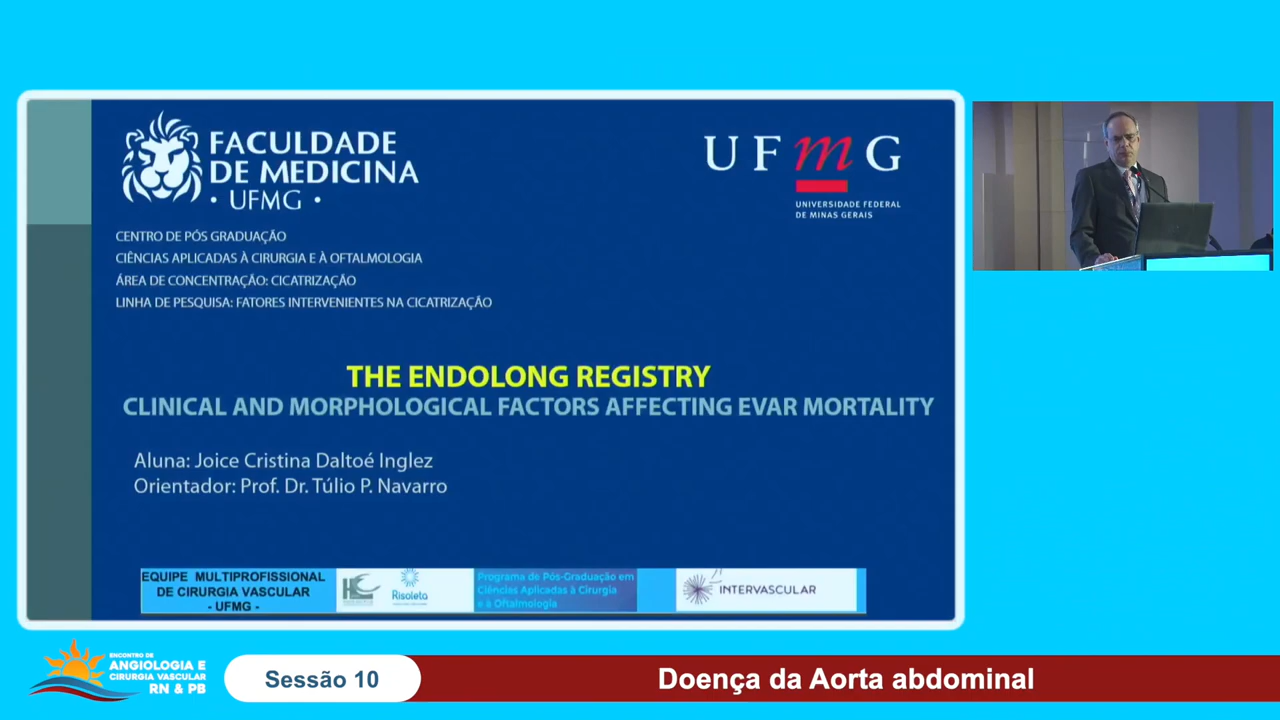 FACULDADE
DE MEDICINA
• UFMG •
UFmG
UNIVERSIDADE FEDERAL
DE MINAS GERAIS
CENTRO DE PÓS GRADUAÇÃO
CIÊNCIAS APLICADAS À CIRURGIA E À OFTALMOLOGIA
ÁREA DE CONCENTRAÇÃO: CICATRIZAÇÃO
LINHA DE PESQUISA: FATORES INTERVENIENTES NA CICATRIZAÇÃO
THE ENDOLONG REGISTRY
CLINICAL AND MORPHOLOGICAL FACTORS AFFECTING EVAR MORTALITY
Aluna: Joice Cristina Daltoé Inglez
Orientador: Prof. Dr. Túlio P. Navarro
EQUIPE MULTIPROFISSIONAL
DE CIRURGIA VASCULAR
- UFMG -
HC
Risoleta
Programa de Pós-Graduação em
Ciências Aplicadas à Cirurgia
e à Oftalmologia
INTERVASCULAR
ENCONTRO DE
ANGIOLOGIA E
CIRURGIA VASCULAR
RN & PB
Sessão 10
Doença da Aorta abdominal